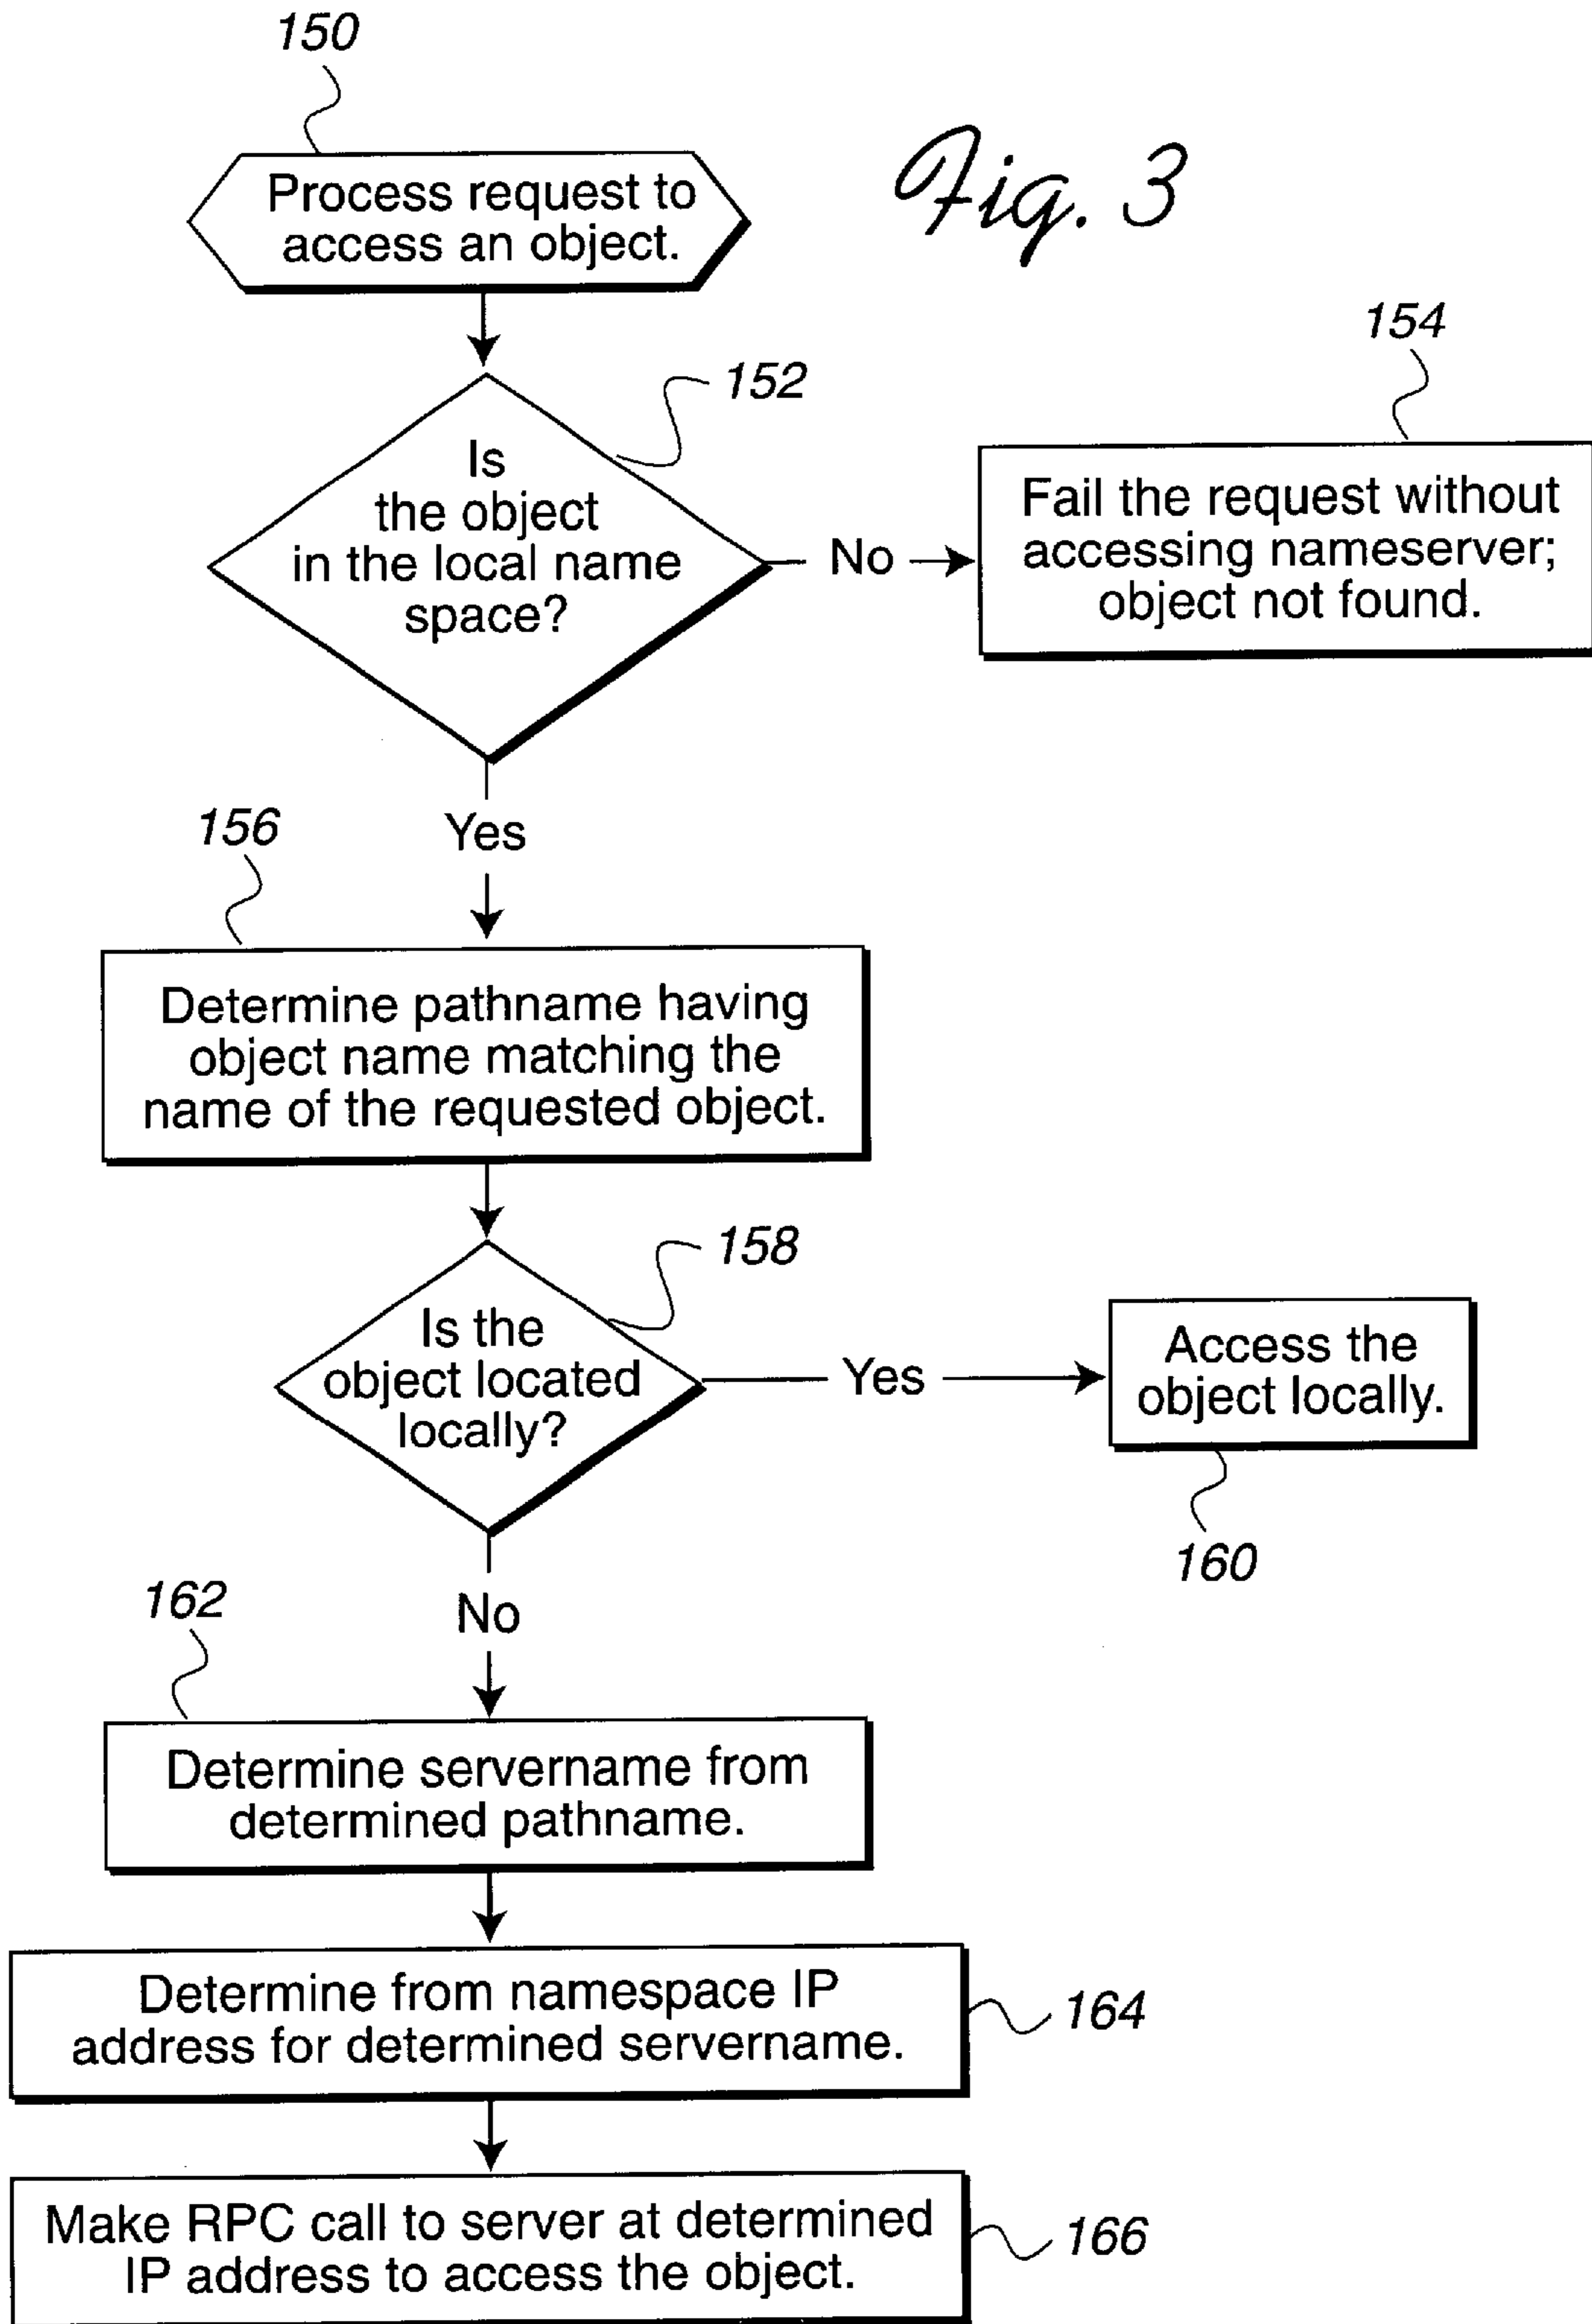 150
Fig. 3
Process request to
access an object.
154
152
Is
the object
in the local name
space?
No
Fail the request without
accessing nameserver;
object not found.
156
Yes
Determine pathname having
object name matching the
name of the requested object.
158
Is the
object located
locally?
Yes
Access the
object locally.
160
162
No
Determine servername from
determined pathname.
Determine from namespace IP
address for determined servername.
164
Make RPC call to server at determined
IP address to access the object.
166